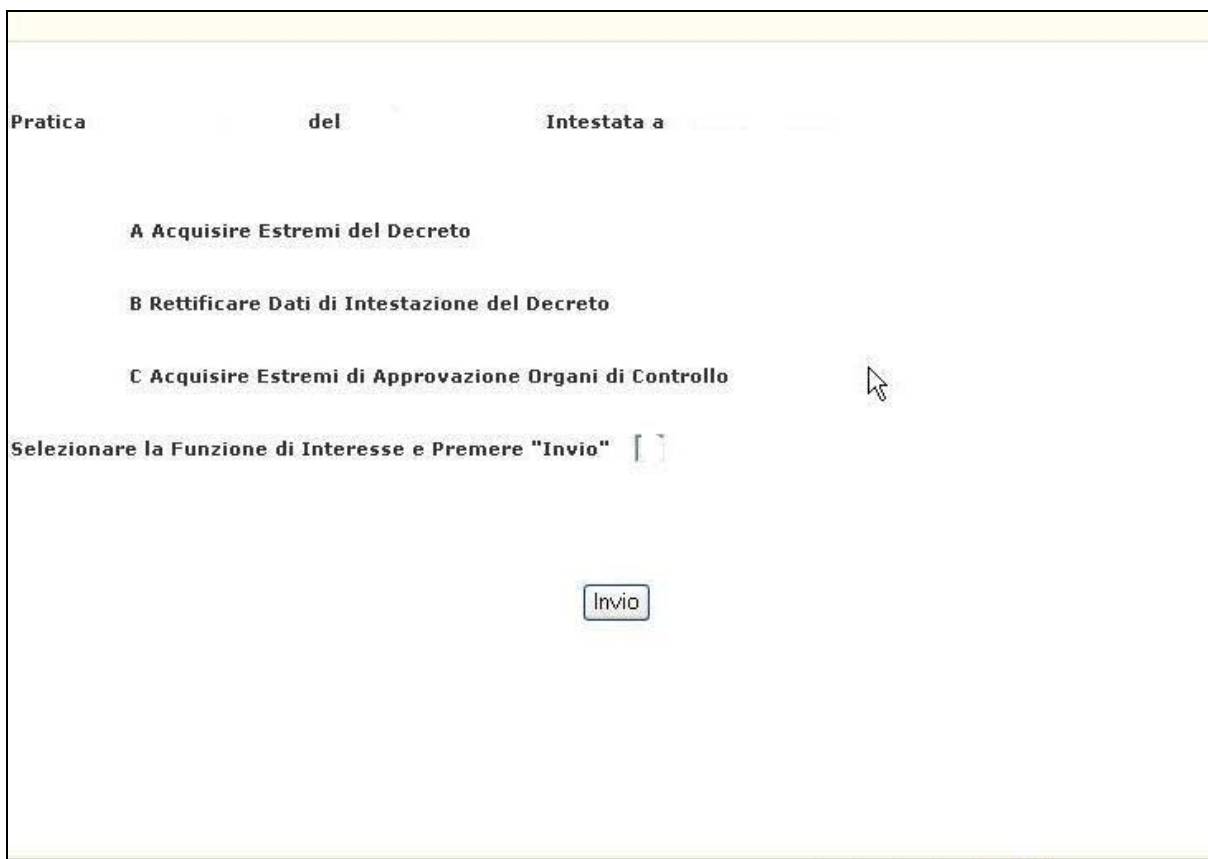 Pratica del Intestata a
A Acquisire Estremi del Decreto
B Rettificare Dati di Intestazione del Decreto
C Acquisire Estremi di Approvazione Organi di Controllo
Selezionare la Funzione di Interesse e Premere "Invio" [ ]
Invio